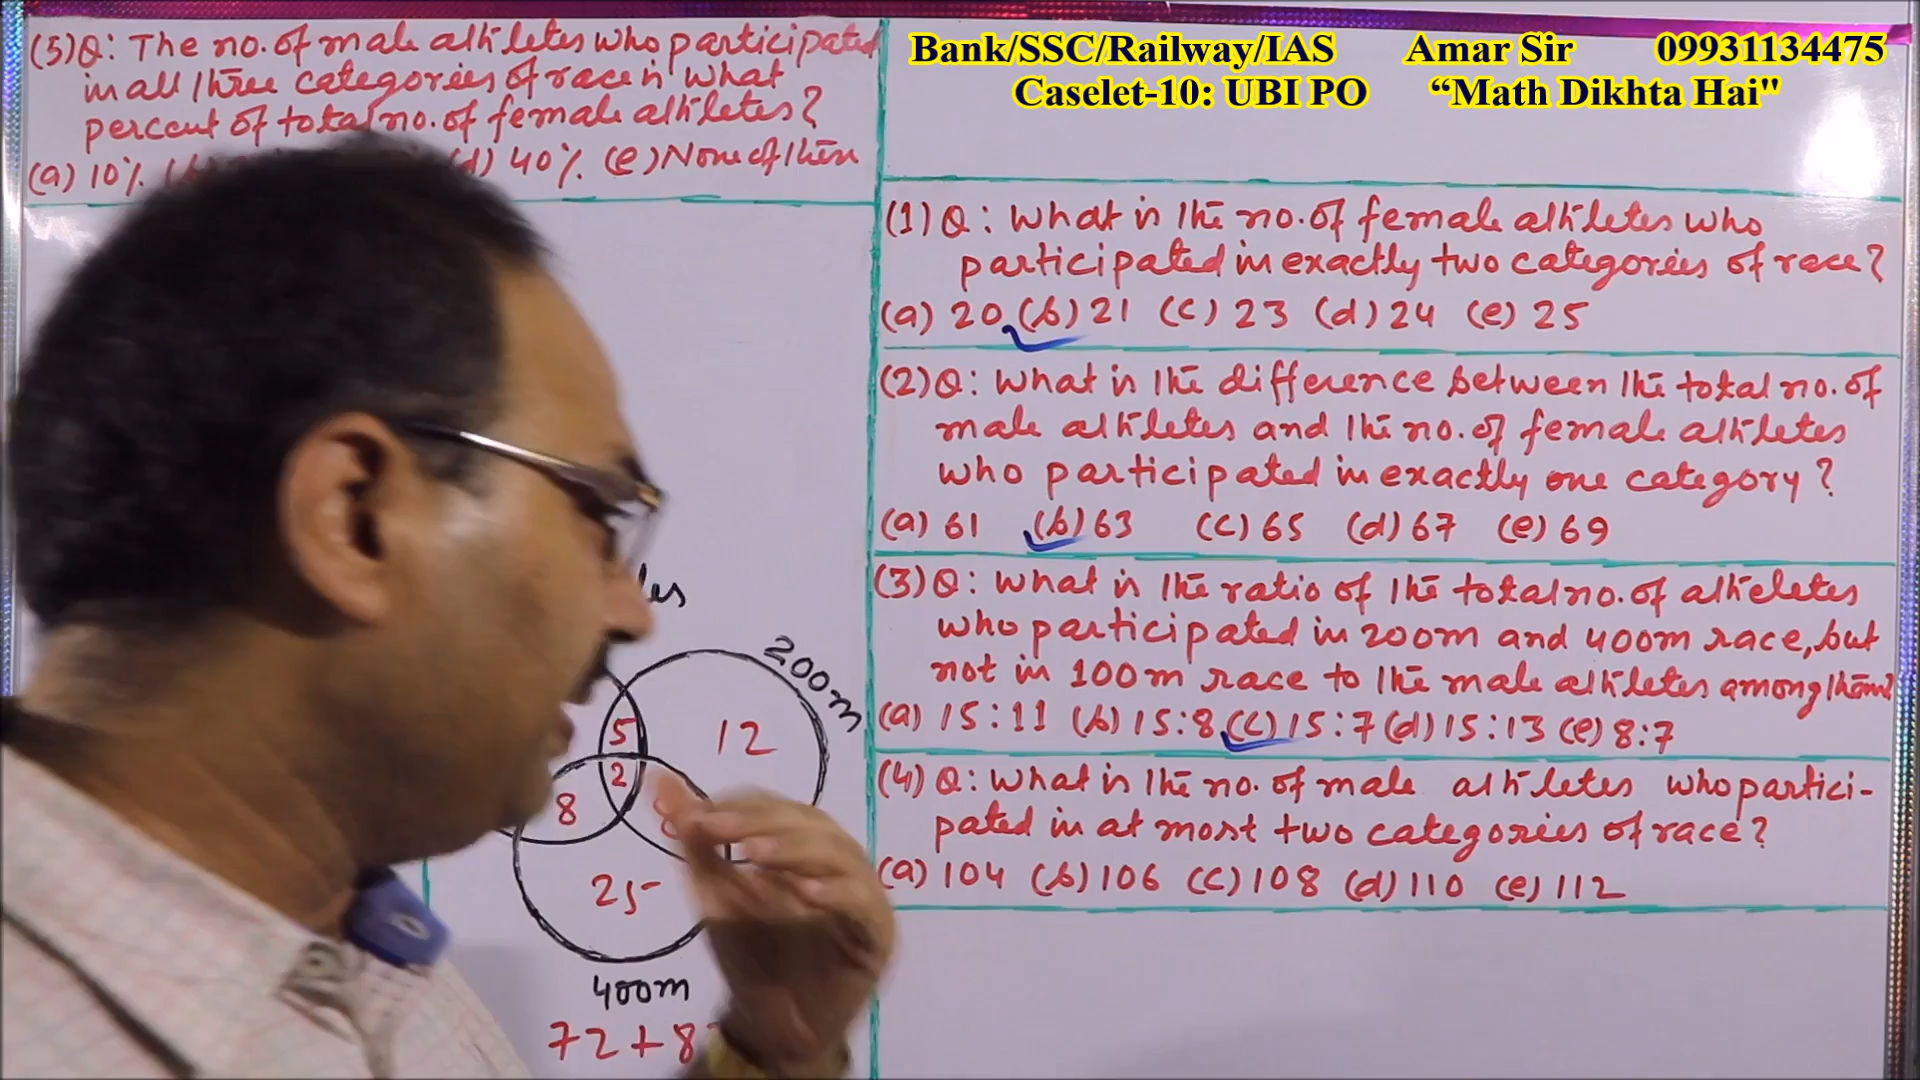 Bank/SSC/Railway/IAS Amar Sir 09931134475
Caselet-10: UBI PO “Math Dikhta Hai"
(5)Q: The no. of male athletes who participated
in all three categories of race is what
percent of total no. of female athletes?
(a) 10% (d) 40% (e) None of them
200m
5 12
2
8
25
400m
72+8
(1) Q: What is the no. of female athletes who
participated in exactly two categories of race?
(a) 20 (b) 21 (c) 23 (d) 24 (e) 25
(2) Q: What is the difference between the total no. of
male athletes and the no. of female athletes
who participated in exactly one category?
(a) 61 (b) 63 (c) 65 (d) 67 (e) 69
(3) Q: What is the ratio of the total no. of atheletes
who participated in 200m and 400m race, but
not in 100m race to the male athletes among them?
(a) 15:11 (b) 15:8 (c) 15:7 (d) 15:13 (e) 8:7
(4) Q: What is the no. of male athletes who partici-
pated in at most two categories of race?
(a) 104 (b) 106 (c) 108 (d) 110 (e) 112